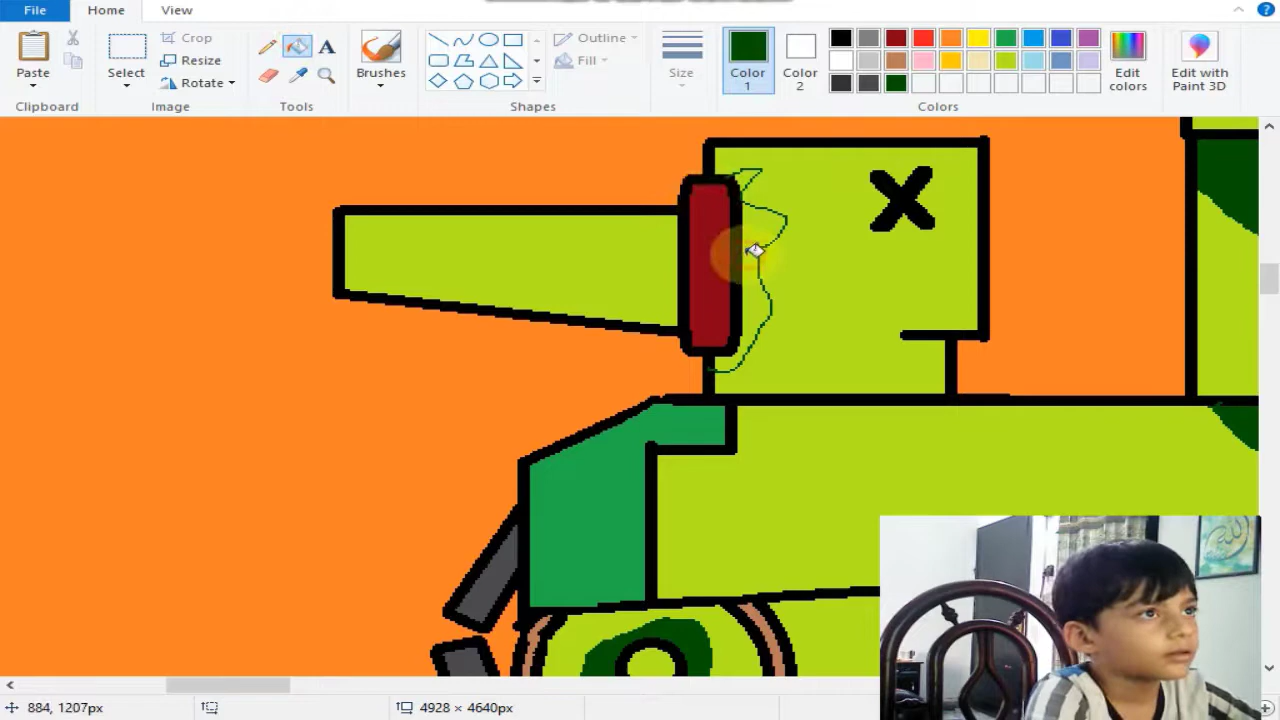 File
Home
View
Paste
Select
Crop
Resize
Rotate
A
Brushes
Outline
Fill
Size
Color
1
Color
2
Edit
colors
Edit with
Paint 3D
Clipboard
Image
Tools
Shapes
Colors
884, 1207px
4928 × 4640px